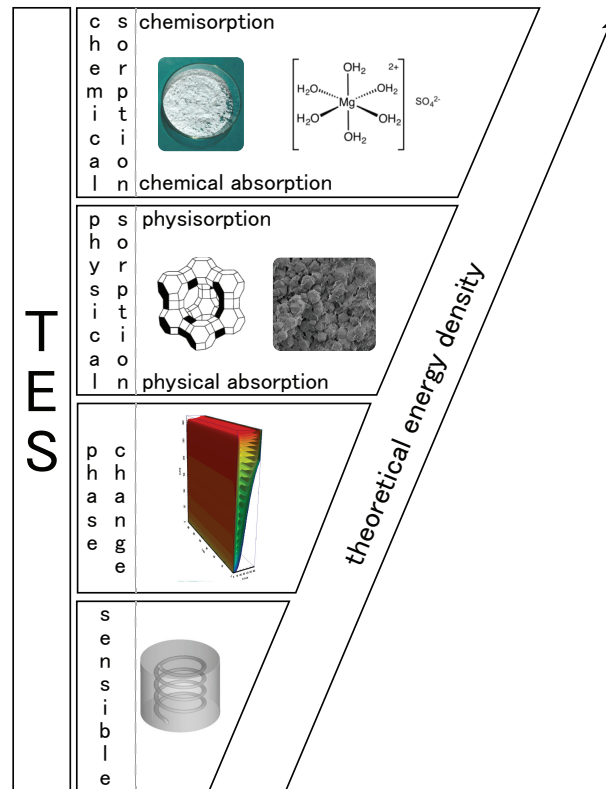 TES
chemical sorption
chemisorption
OH2
2+
H2O
OH2
Mg
SO4 2-
H2O
OH2
OH2
chemical absorption
physical sorption
physisorption
physical absorption
phase change
sensible
theoretical energy density